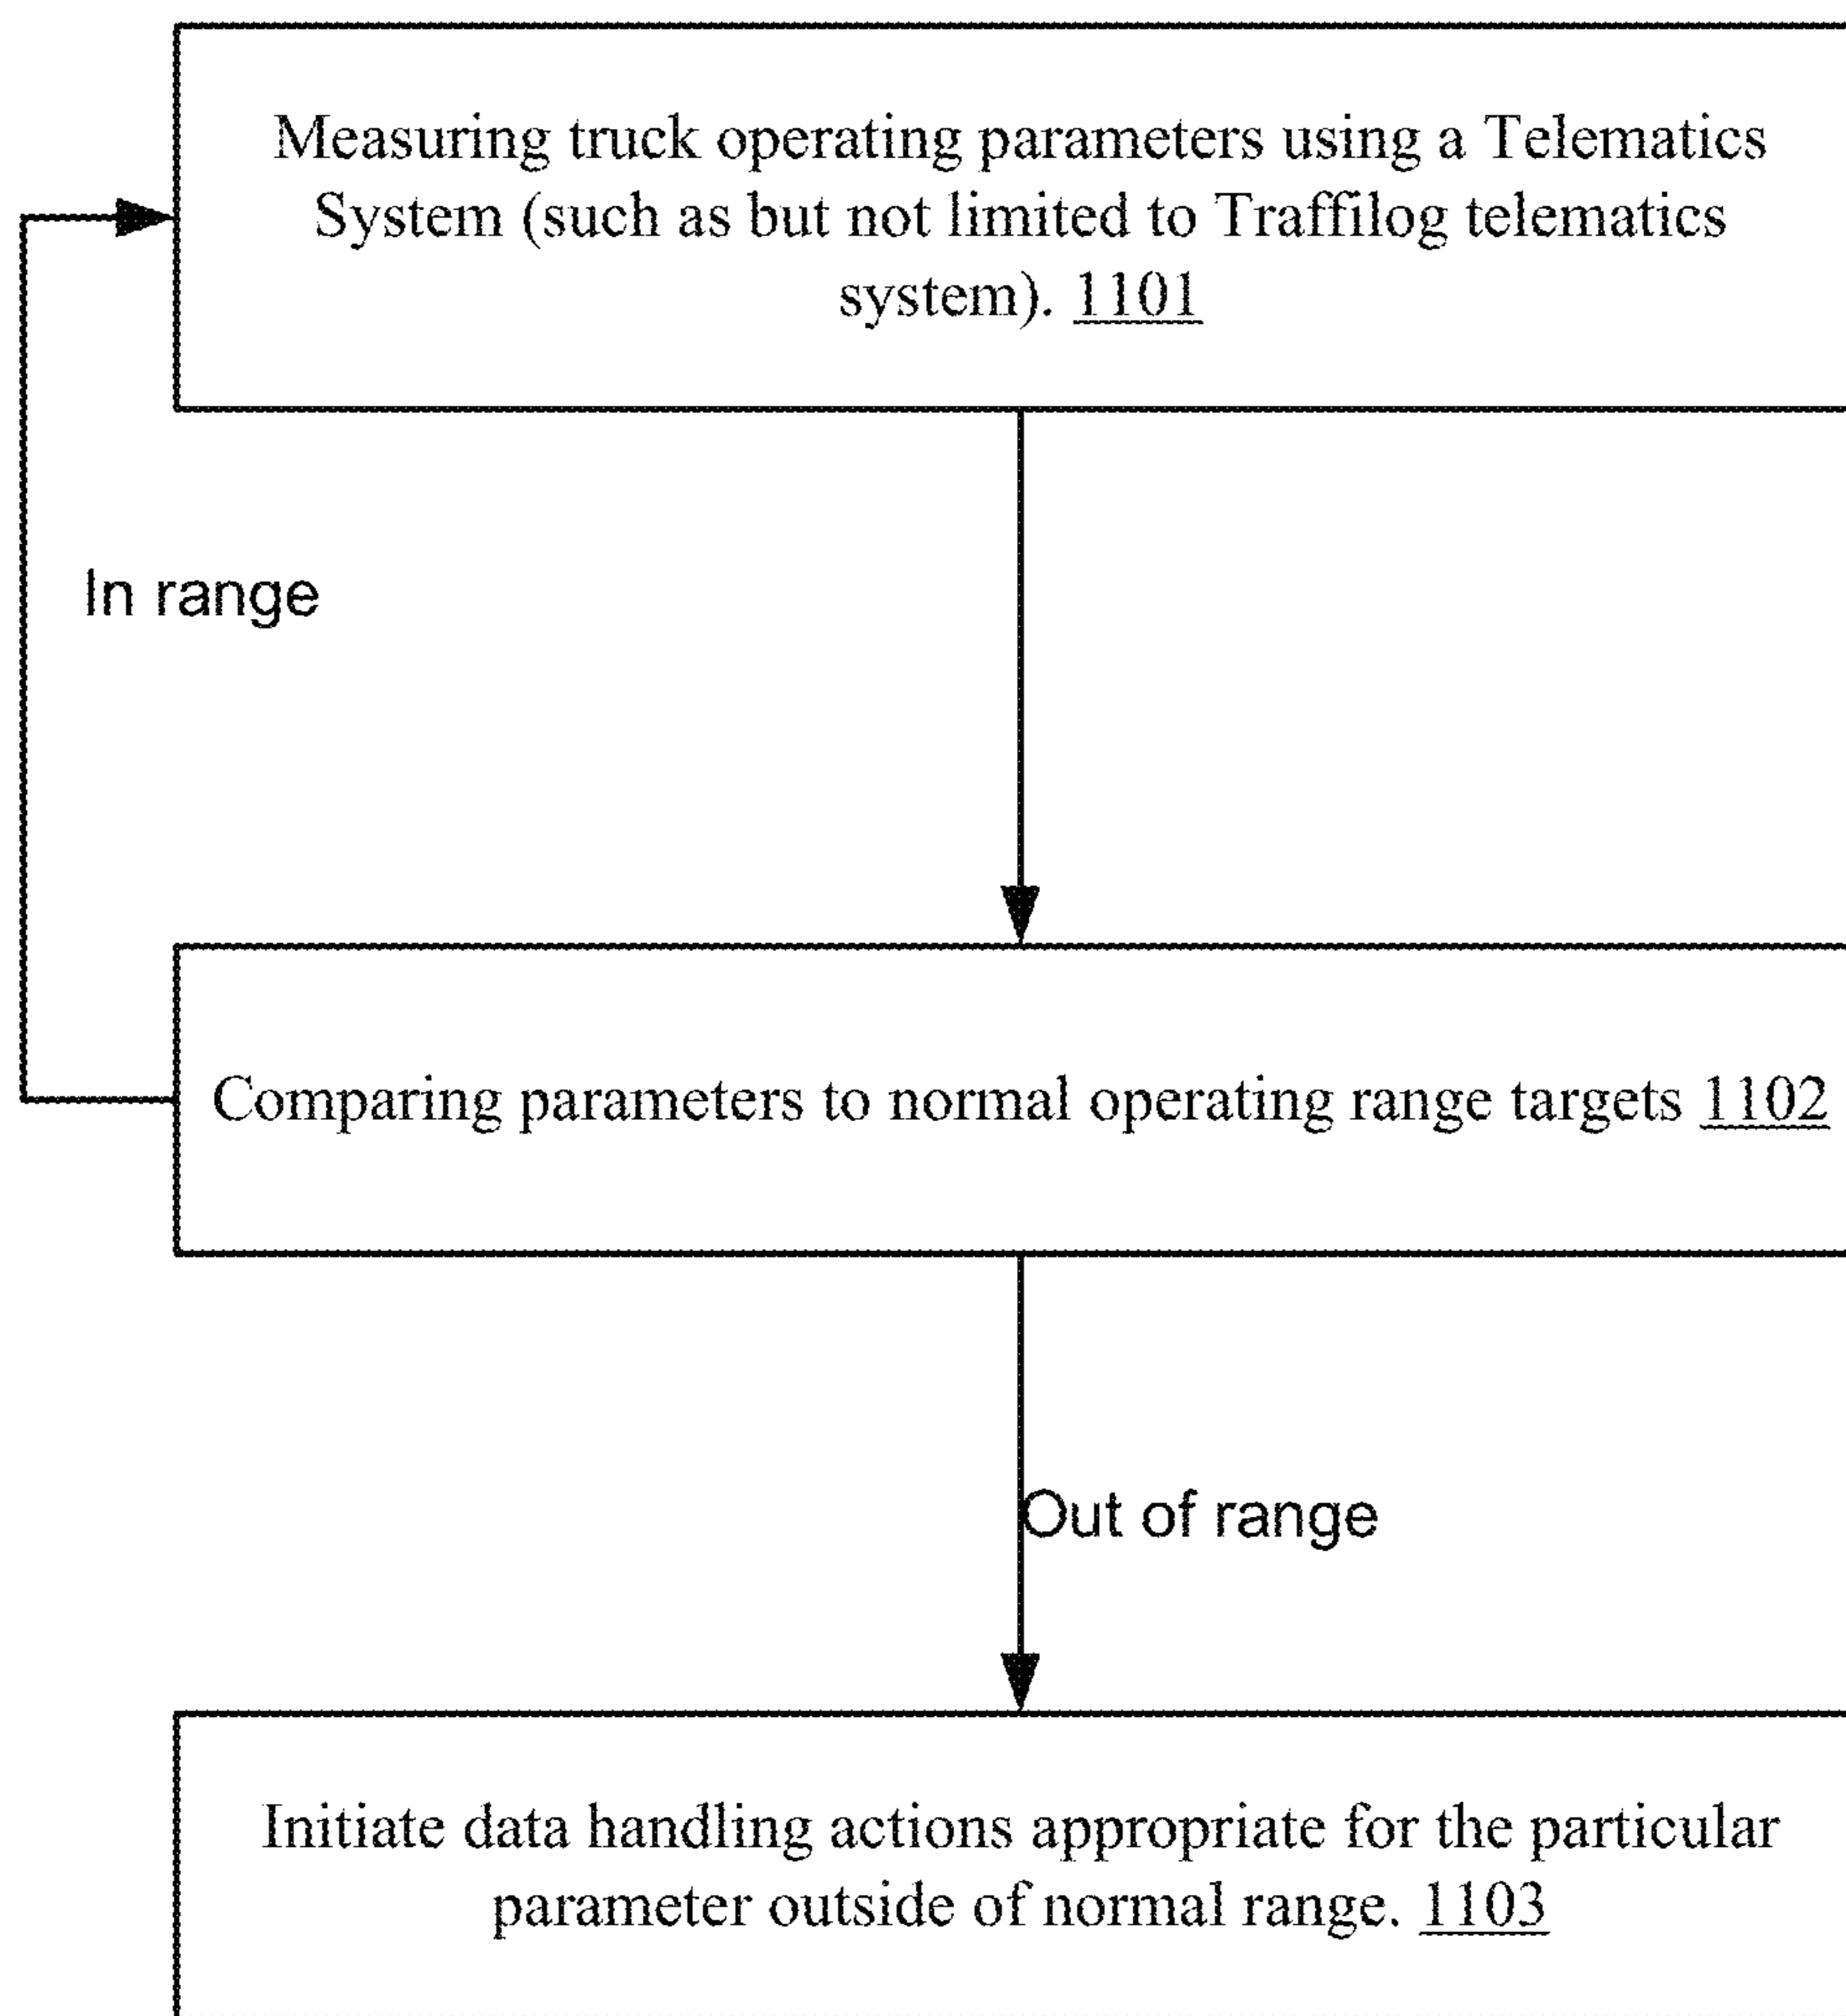 Measuring truck operating parameters using a Telematics
System (such as but not limited to Traffilog telematics
system). 1101
In range
Comparing parameters to normal operating range targets 1102
Out of range
Initiate data handling actions appropriate for the particular
parameter outside of normal range. 1103